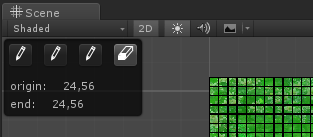 Scene
Shaded
2D
origin: 24,56
end: 24,56